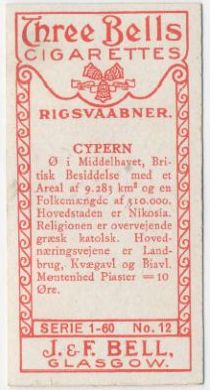 Three Bells
CIGARETTES
RIGSVAABNER.
CYPERN
Ø i Middelhavet, Bri-
tisk Besiddelse med et
Areal af 9.283 km² og en
Folkemængde af 310.000.
Hovedstaden er Nikosia.
Religionen er overvejende
græsk katolsk. Hoved-
næringsvejene er Land-
brug, Kvægavl og Biavl.
Møntenhed Piaster = 10
Øre.
SERIE 1-60 No. 12
J. & F. BELL,
GLASGOW.